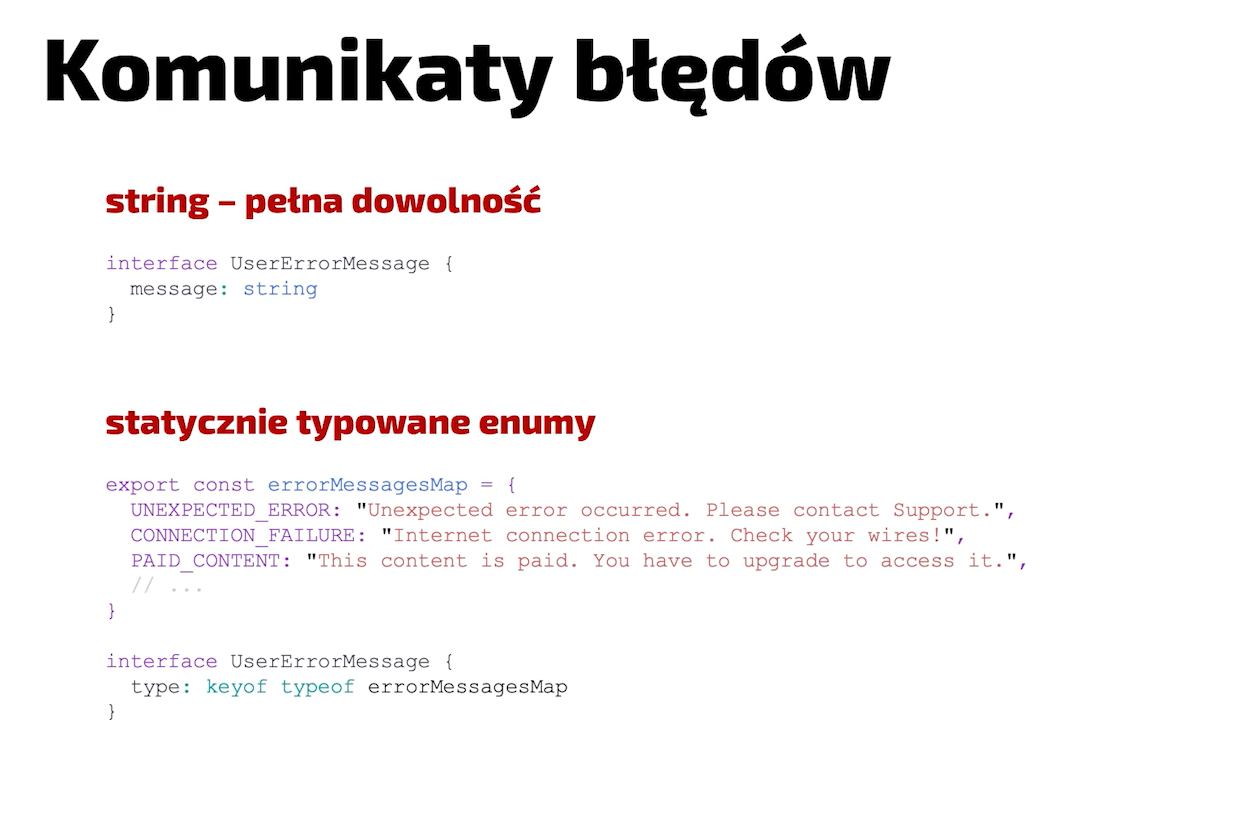 Komunikaty błędów
string – pełna dowolność
interface UserErrorMessage {
  message: string
}
statycznie typowane enumy
export const errorMessagesMap = {
  UNEXPECTED_ERROR: "Unexpected error occurred. Please contact Support.",
  CONNECTION_FAILURE: "Internet connection error. Check your wires!",
  PAID_CONTENT: "This content is paid. You have to upgrade to access it.",
  // ...
}
interface UserErrorMessage {
  type: keyof typeof errorMessagesMap
}